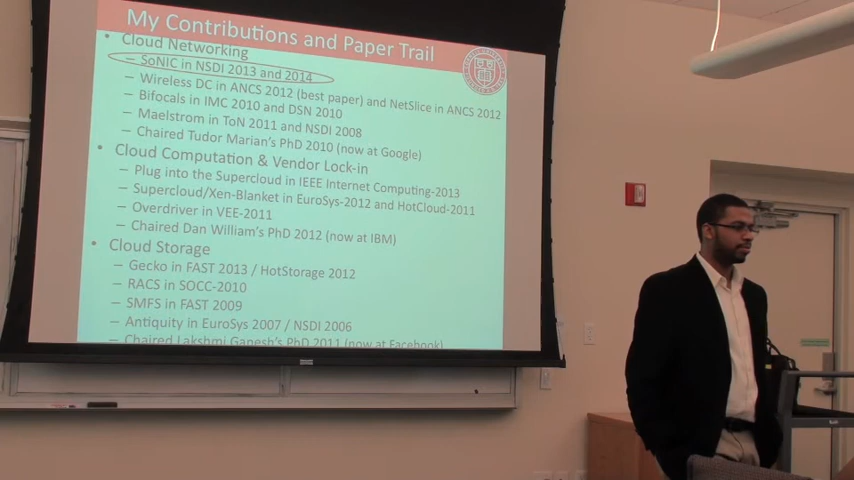 My Contributions and Paper Trail
• Cloud Networking
– SoNIC in NSDI 2013 and 2014
– Wireless DC in ANCS 2012 (best paper) and NetSlice in ANCS 2012
– Bifocals in IMC 2010 and DSN 2010
– Maelstrom in ToN 2011 and NSDI 2008
– Chaired Tudor Marian's PhD 2010 (now at Google)
• Cloud Computation & Vendor Lock-in
– Plug into the Supercloud in IEEE Internet Computing-2013
– Supercloud/Xen-Blanket in EuroSys-2012 and HotCloud-2011
– Overdriver in VEE-2011
– Chaired Dan William's PhD 2012 (now at IBM)
• Cloud Storage
– Gecko in FAST 2013 / HotStorage 2012
– RACS in SOCC-2010
– SMFS in FAST 2009
– Antiquity in EuroSys 2007 / NSDI 2006
– Chaired Lakshmi Ganesh's PhD 2011 (now at Facebook)